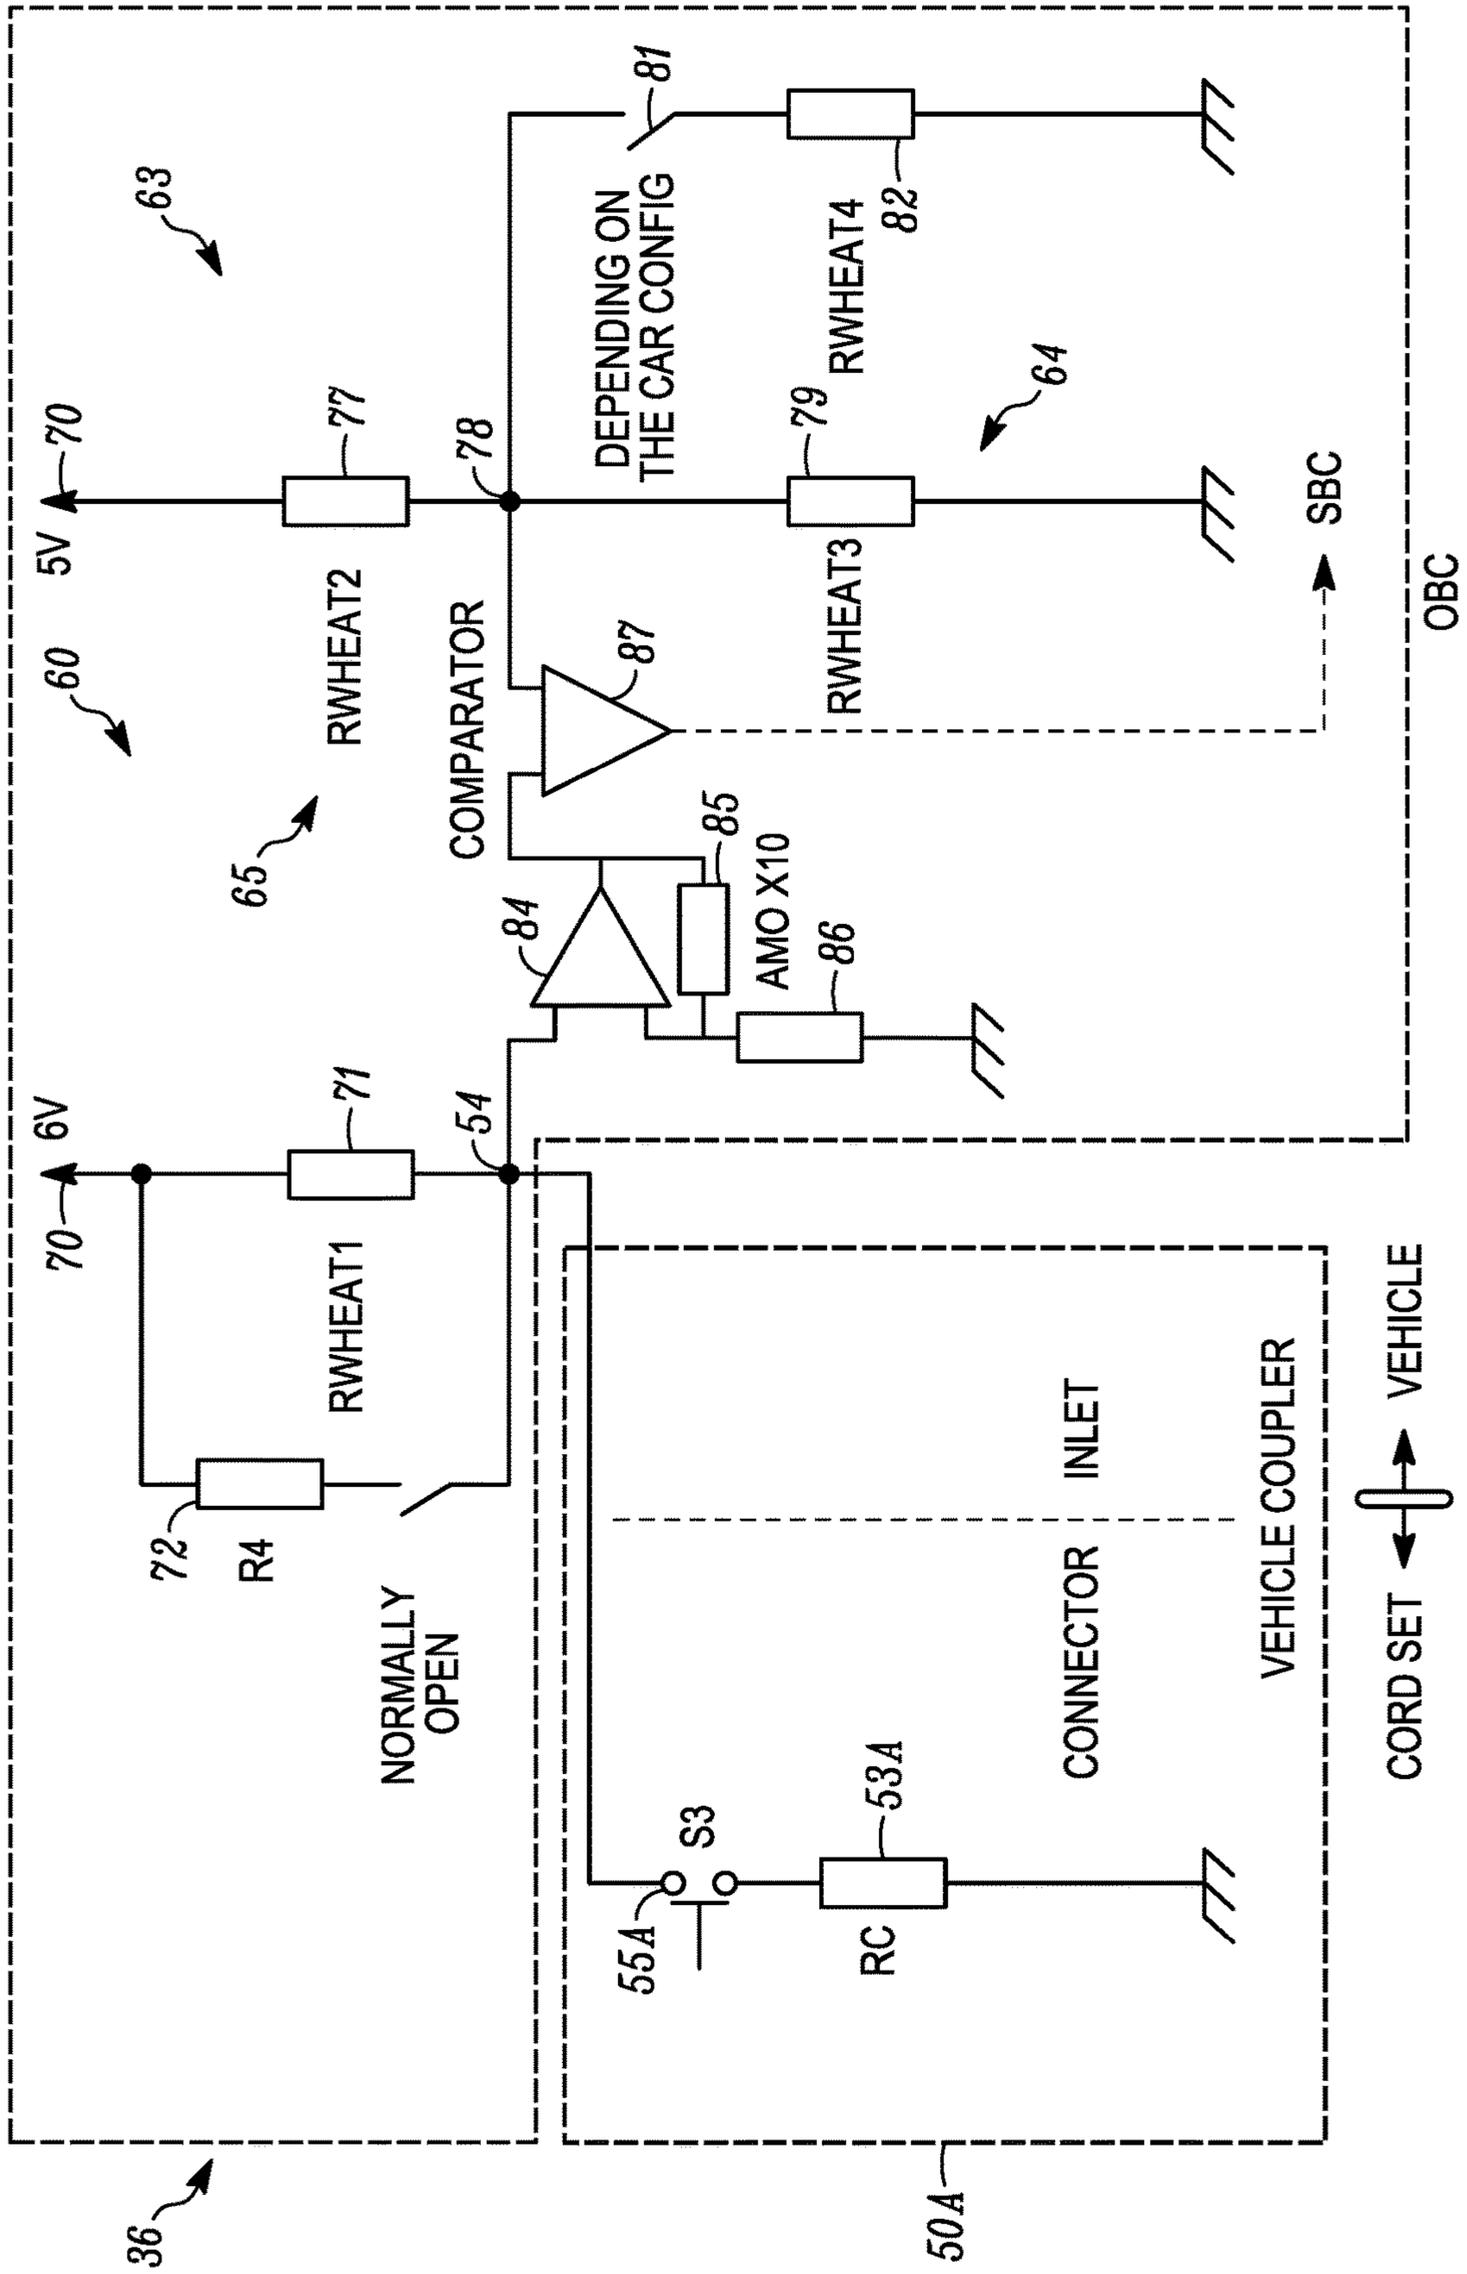 36
60
63
65
64
70
6V
5V
70
72
R4
RWHEAT1
71
RWHEAT2
77
NORMALLY
OPEN
54
84
COMPARATOR
87
78
81
DEPENDING ON
THE CAR CONFIG
85
AMO X10
86
RWHEAT3
79
RWHEAT4
82
55A
S3
RC
53A
CONNECTOR
INLET
VEHICLE COUPLER
SBC
50A
CORD SET
VEHICLE
OBC